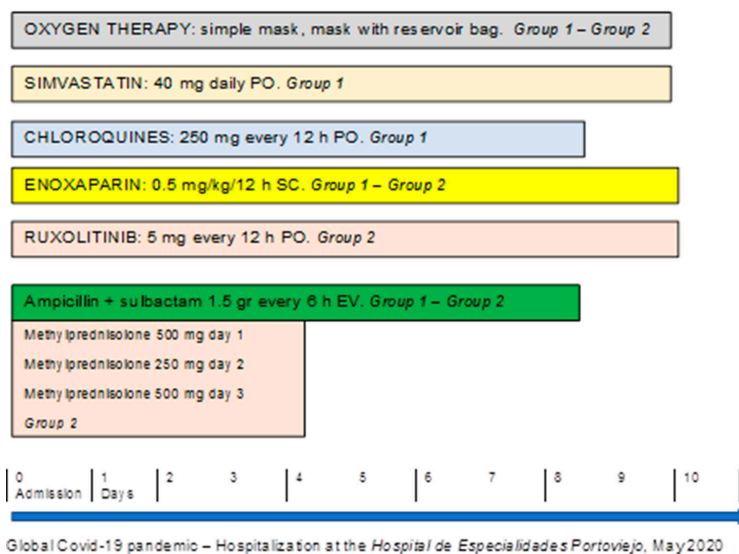 OXYGEN THERAPY: simple mask, mask with reservoir bag. Group 1 – Group 2
SIMVASTATIN: 40 mg daily PO. Group 1
CHLOROQUINES: 250 mg every 12 h PO. Group 1
ENOXAPARIN: 0.5 mg/kg/12 h SC. Group 1 – Group 2
RUXOLITINIB: 5 mg every 12 h PO. Group 2
Ampicillin + sulbactam 1.5 gr every 6 h EV. Group 1 – Group 2
Methylprednisolone 500 mg day 1
Methylprednisolone 250 mg day 2
Methylprednisolone 500 mg day 3
Group 2
0 1 2 3 4 5 6 7 8 9 10
Admission Days
Global Covid-19 pandemic – Hospitalization at the Hospital de Especialidades Portoviejo, May 2020